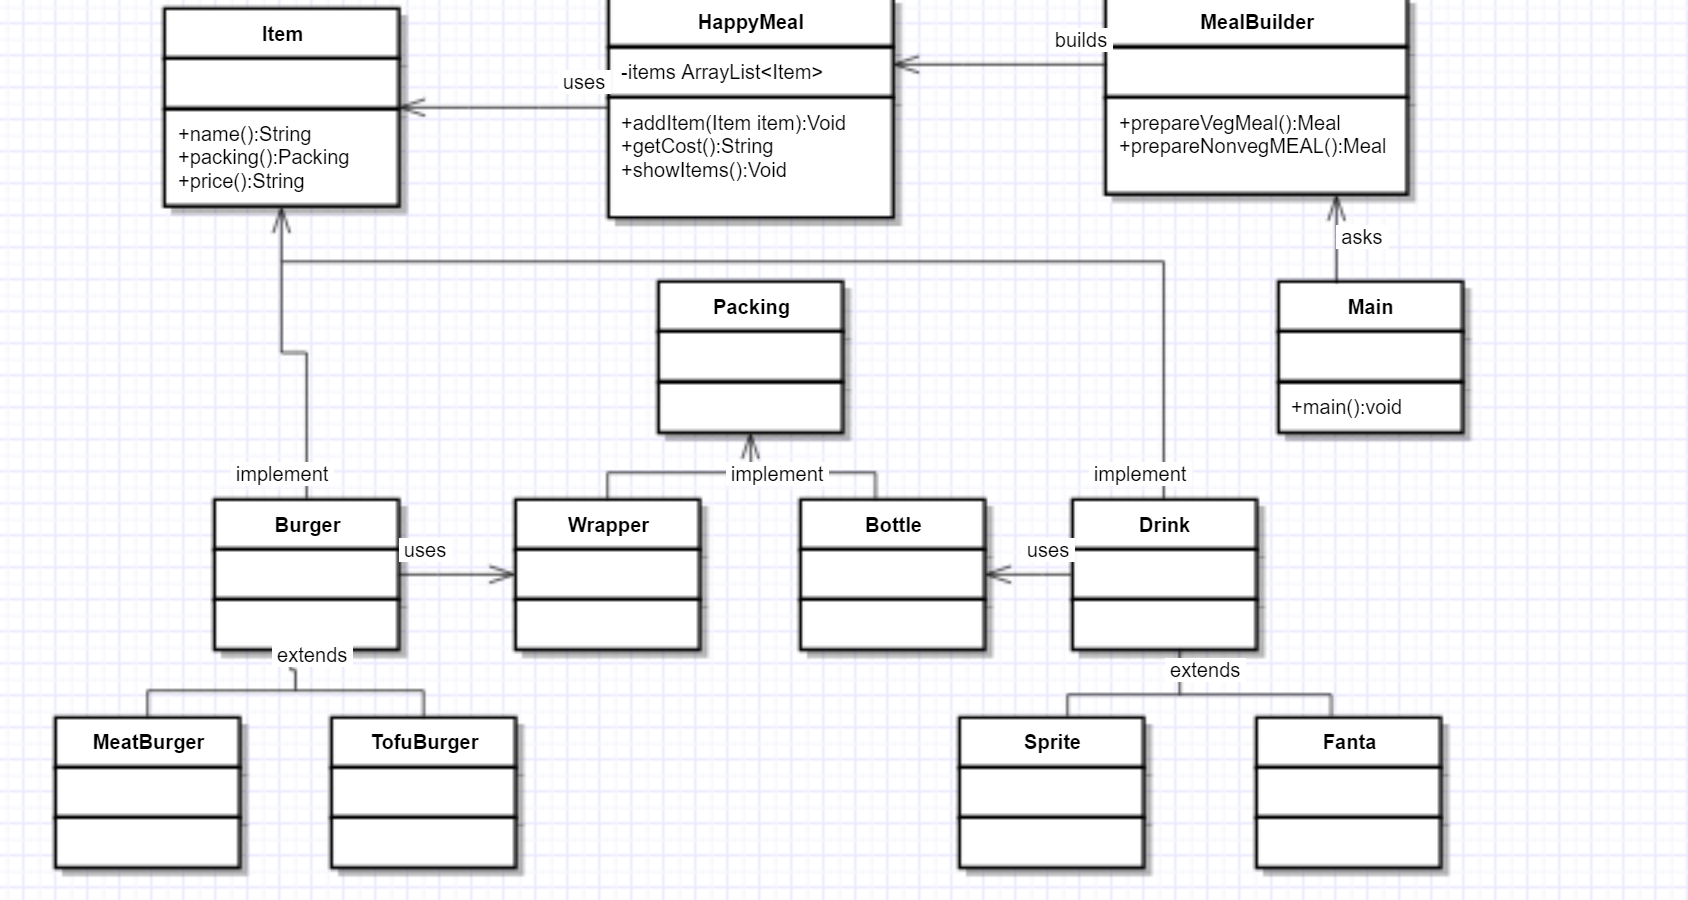 Item
+name():String
+packing():Packing
+price():String
uses
HappyMeal
-items ArrayList<Item>
+addItem(Item item):Void
+getCost():String
+showItems():Void
builds
MealBuilder
+prepareVegMeal():Meal
+prepareNonvegMEAL():Meal
asks
Main
+main():void
Packing
implement
implement
implement
Burger
uses
Wrapper
Bottle
uses
Drink
extends
extends
MeatBurger
TofuBurger
Sprite
Fanta